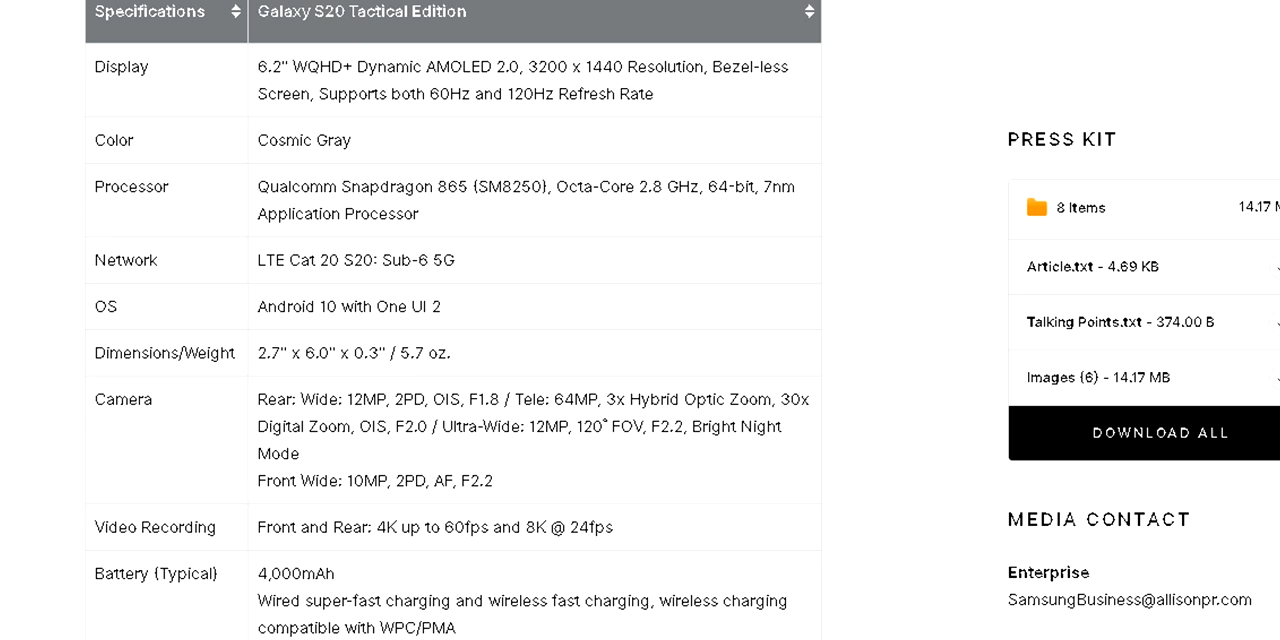 Specifications
Galaxy S20 Tactical Edition
Display
6.2" WQHD+ Dynamic AMOLED 2.0, 3200 x 1440 Resolution, Bezel-less
Screen, Supports both 60Hz and 120Hz Refresh Rate
Color
Cosmic Gray
Processor
Qualcomm Snapdragon 865 (SM8250), Octa-Core 2.8 GHz, 64-bit, 7nm
Application Processor
Network
LTE Cat 20 S20: Sub-6 5G
OS
Android 10 with One UI 2
Dimensions/Weight
2.7" x 6.0" x 0.3" / 5.7 oz.
Camera
Rear: Wide: 12MP, 2PD, OIS, F1.8 / Tele: 64MP, 3x Hybrid Optic Zoom, 30x
Digital Zoom, OIS, F2.0 / Ultra-Wide: 12MP, 120˚ FOV, F2.2, Bright Night
Mode
Front Wide: 10MP, 2PD, AF, F2.2
Video Recording
Front and Rear: 4K up to 60fps and 8K @ 24fps
Battery (Typical)
4,000mAh
Wired super-fast charging and wireless fast charging, wireless charging
compatible with WPC/PMA
PRESS KIT
8 Items
14.17
Article.txt - 4.69 KB
Talking Points.txt - 374.00 B
Images (6) - 14.17 MB
DOWNLOAD ALL
MEDIA CONTACT
Enterprise
SamsungBusiness@allisonpr.com